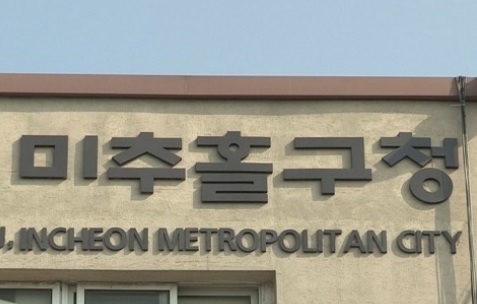 미추홀구청
, INCHEON METROPOLITAN CITY